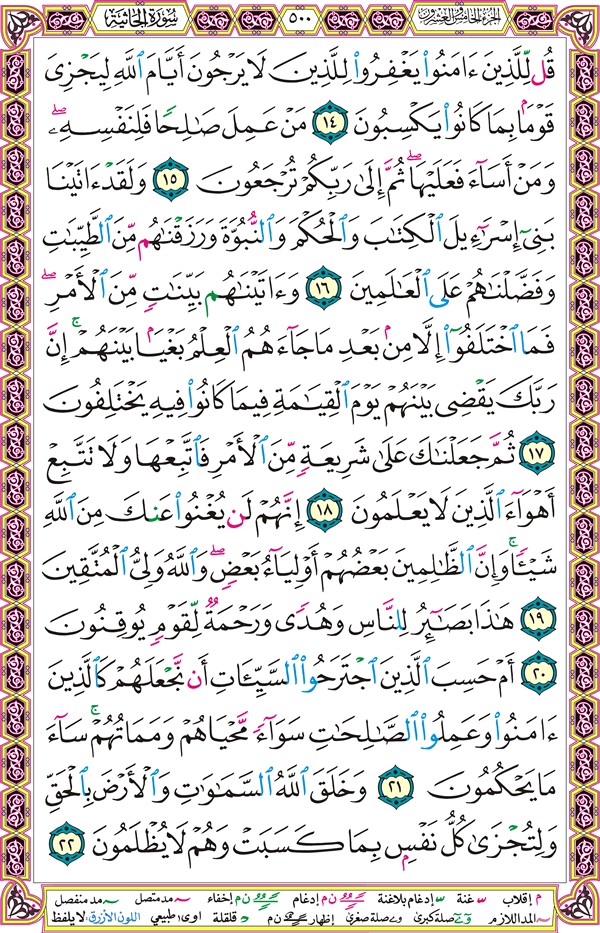 الجزء الخامس والعشرون ٥٠٠ سورة الجاثية
قُل لِّلَّذِينَ ءَامَنُوا۟ يَغْفِرُوا۟ لِلَّذِينَ لَا يَرْجُونَ أَيَّامَ ٱللَّهِ لِيَجْزِىَ
قَوْمًۢا بِمَا كَانُوا۟ يَكْسِبُونَ ١٤ مَنْ عَمِلَ صَـٰلِحًا فَلِنَفْسِهِۦ ۖ
وَمَنْ أَسَآءَ فَعَلَيْهَا ۖ ثُمَّ إِلَىٰ رَبِّكُمْ تُرْجَعُونَ ١٥ وَلَقَدْ ءَاتَيْنَا
بَنِىٓ إِسْرَٰٓءِيلَ ٱلْكِتَـٰبَ وَٱلْحُكْمَ وَٱلنُّبُوَّةَ وَرَزَقْنَـٰهُم مِّنَ ٱلطَّيِّبَـٰتِ
وَفَضَّلْنَـٰهُمْ عَلَى ٱلْعَـٰلَمِينَ ١٦ وَءَاتَيْنَـٰهُم بَيِّنَـٰتٍ مِّنَ ٱلْأَمْرِ ۖ
فَمَا ٱخْتَلَفُوٓا۟ إِلَّا مِنۢ بَعْدِ مَا جَآءَهُمُ ٱلْعِلْمُ بَغْيًۢا بَيْنَهُمْ ۚ إِنَّ
رَبَّكَ يَقْضِى بَيْنَهُمْ يَوْمَ ٱلْقِيَـٰمَةِ فِيمَا كَانُوا۟ فِيهِ يَخْتَلِفُونَ
١٧ ثُمَّ جَعَلْنَـٰكَ عَلَىٰ شَرِيعَةٍ مِّنَ ٱلْأَمْرِ فَٱتَّبِعْهَا وَلَا تَتَّبِعْ
أَهْوَآءَ ٱلَّذِينَ لَا يَعْلَمُونَ ١٨ إِنَّهُمْ لَن يُغْنُوا۟ عَنكَ مِنَ ٱللَّهِ
شَيْـًٔا ۚ وَإِنَّ ٱلظَّـٰلِمِينَ بَعْضُهُمْ أَوْلِيَآءُ بَعْضٍ ۖ وَٱللَّهُ وَلِىُّ ٱلْمُتَّقِينَ
١٩ هَـٰذَا بَصَـٰٓئِرُ لِلنَّاسِ وَهُدًى وَرَحْمَةٌ لِّقَوْمٍ يُوقِنُونَ
٢٠ أَمْ حَسِبَ ٱلَّذِينَ ٱجْتَرَحُوا۟ ٱلسَّيِّـَٔاتِ أَن نَّجْعَلَهُمْ كَٱلَّذِينَ
ءَامَنُوا۟ وَعَمِلُوا۟ ٱلصَّـٰلِحَـٰتِ سَوَآءً مَّحْيَاهُمْ وَمَمَاتُهُمْ ۚ سَآءَ
مَا يَحْكُمُونَ ٢١ وَخَلَقَ ٱللَّهُ ٱلسَّمَـٰوَٰتِ وَٱلْأَرْضَ بِٱلْحَقِّ
وَلِتُجْزَىٰ كُلُّ نَفْسٍۭ بِمَا كَسَبَتْ وَهُمْ لَا يُظْلَمُونَ ٢٢
م إقلاب غنة إدغام بلاغنة ن م إدغام ن م إخفاء مد متصل مد منفصل
المد اللازم صلة كبرى صلة صغرى إظهار ن م قلقلة اوى: طبيعي اللون الأزرق: لا يلفظ